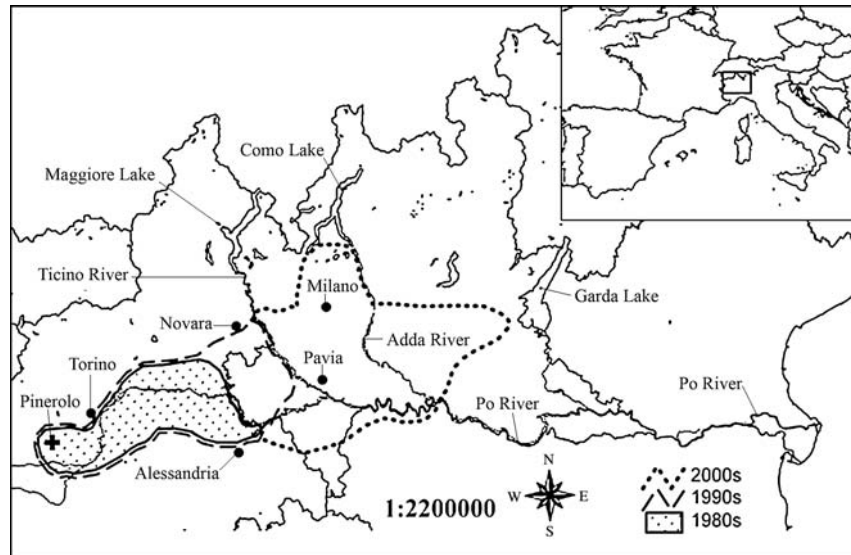 Como Lake
Maggiore Lake
Ticino River
Milano
Garda Lake
Novara
Adda River
Torino
Pavia
Pinerolo
Po River
Po River
Alessandria
N
W E
S
1:2200000
2000s
1990s
1980s